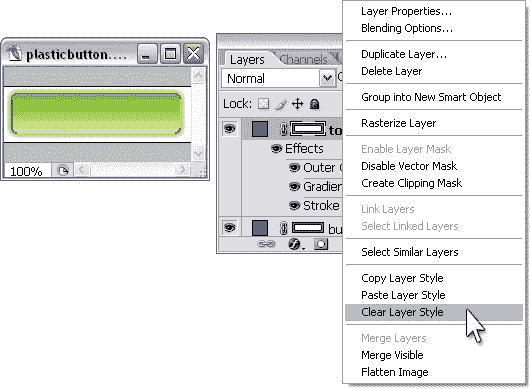 plasticbutton....
100%
Layers
Channels
Normal
Lock:
to
Effects
Outer
Gradien
Stroke
bu
Layer Properties...
Blending Options...
Duplicate Layer...
Delete Layer
Group into New Smart Object
Rasterize Layer
Enable Layer Mask
Disable Vector Mask
Create Clipping Mask
Link Layers
Select Linked Layers
Select Similar Layers
Copy Layer Style
Paste Layer Style
Clear Layer Style
Merge Layers
Merge Visible
Flatten Image